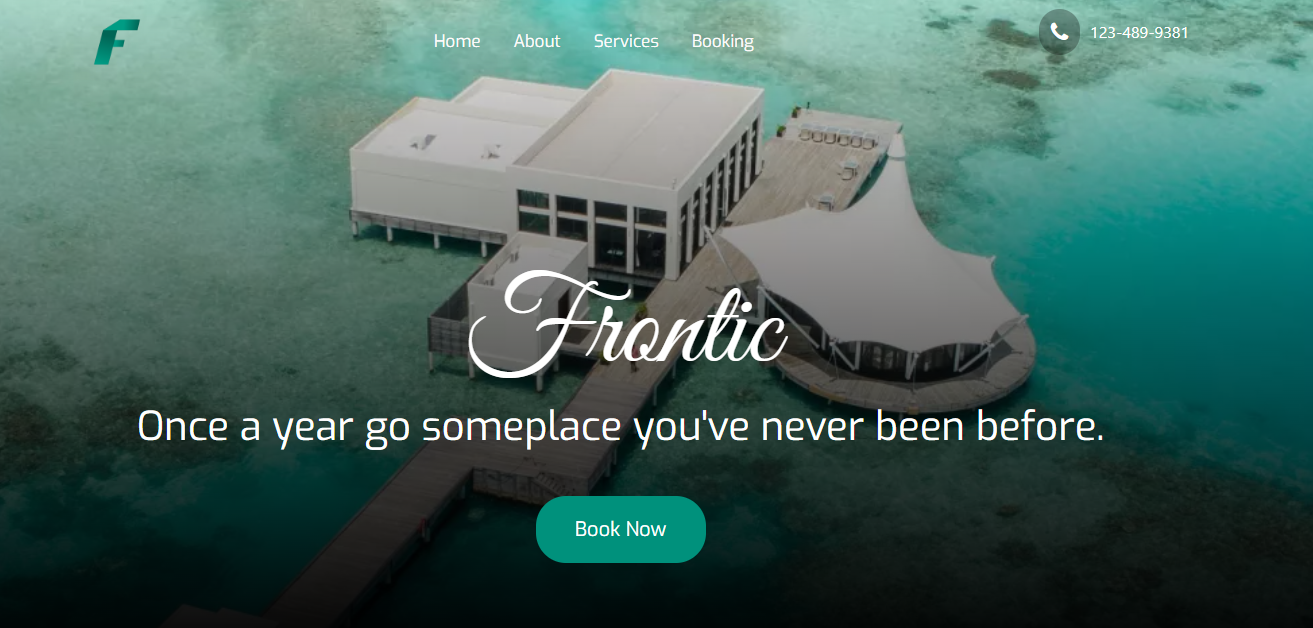 F
Home About Services Booking
123-489-9381
Frontic
Once a year go someplace you've never been before.
Book Now